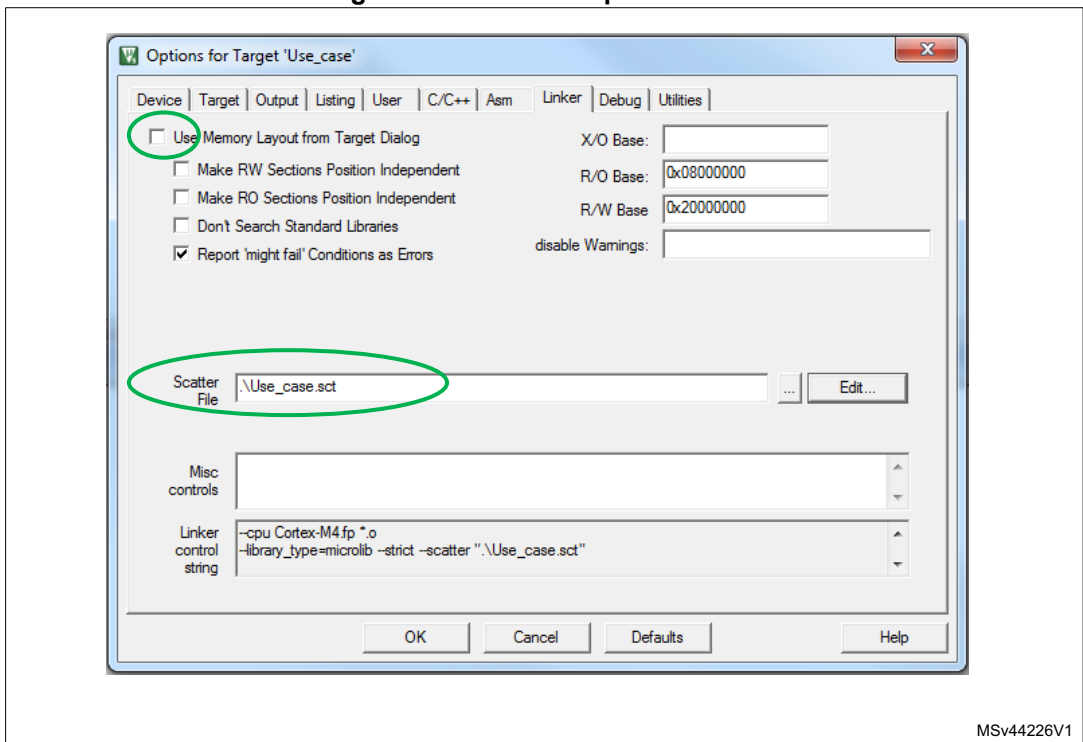 Options for Target 'Use_case'
Device Target Output Listing User C/C++ Asm Linker Debug Utilities
Use Memory Layout from Target Dialog
Make RW Sections Position Independent
Make RO Sections Position Independent
Don't Search Standard Libraries
Report 'might fail' Conditions as Errors
X/O Base:
R/O Base: 0x08000000
R/W Base 0x20000000
disable Warnings:
Scatter
File
.\Use_case.sct
... Edit...
Misc
controls
Linker
control
string
--cpu Cortex-M4.fp *.o
--library_type=microlib --strict --scatter ".\Use_case.sct"
OK Cancel Defaults Help
MSv44226V1